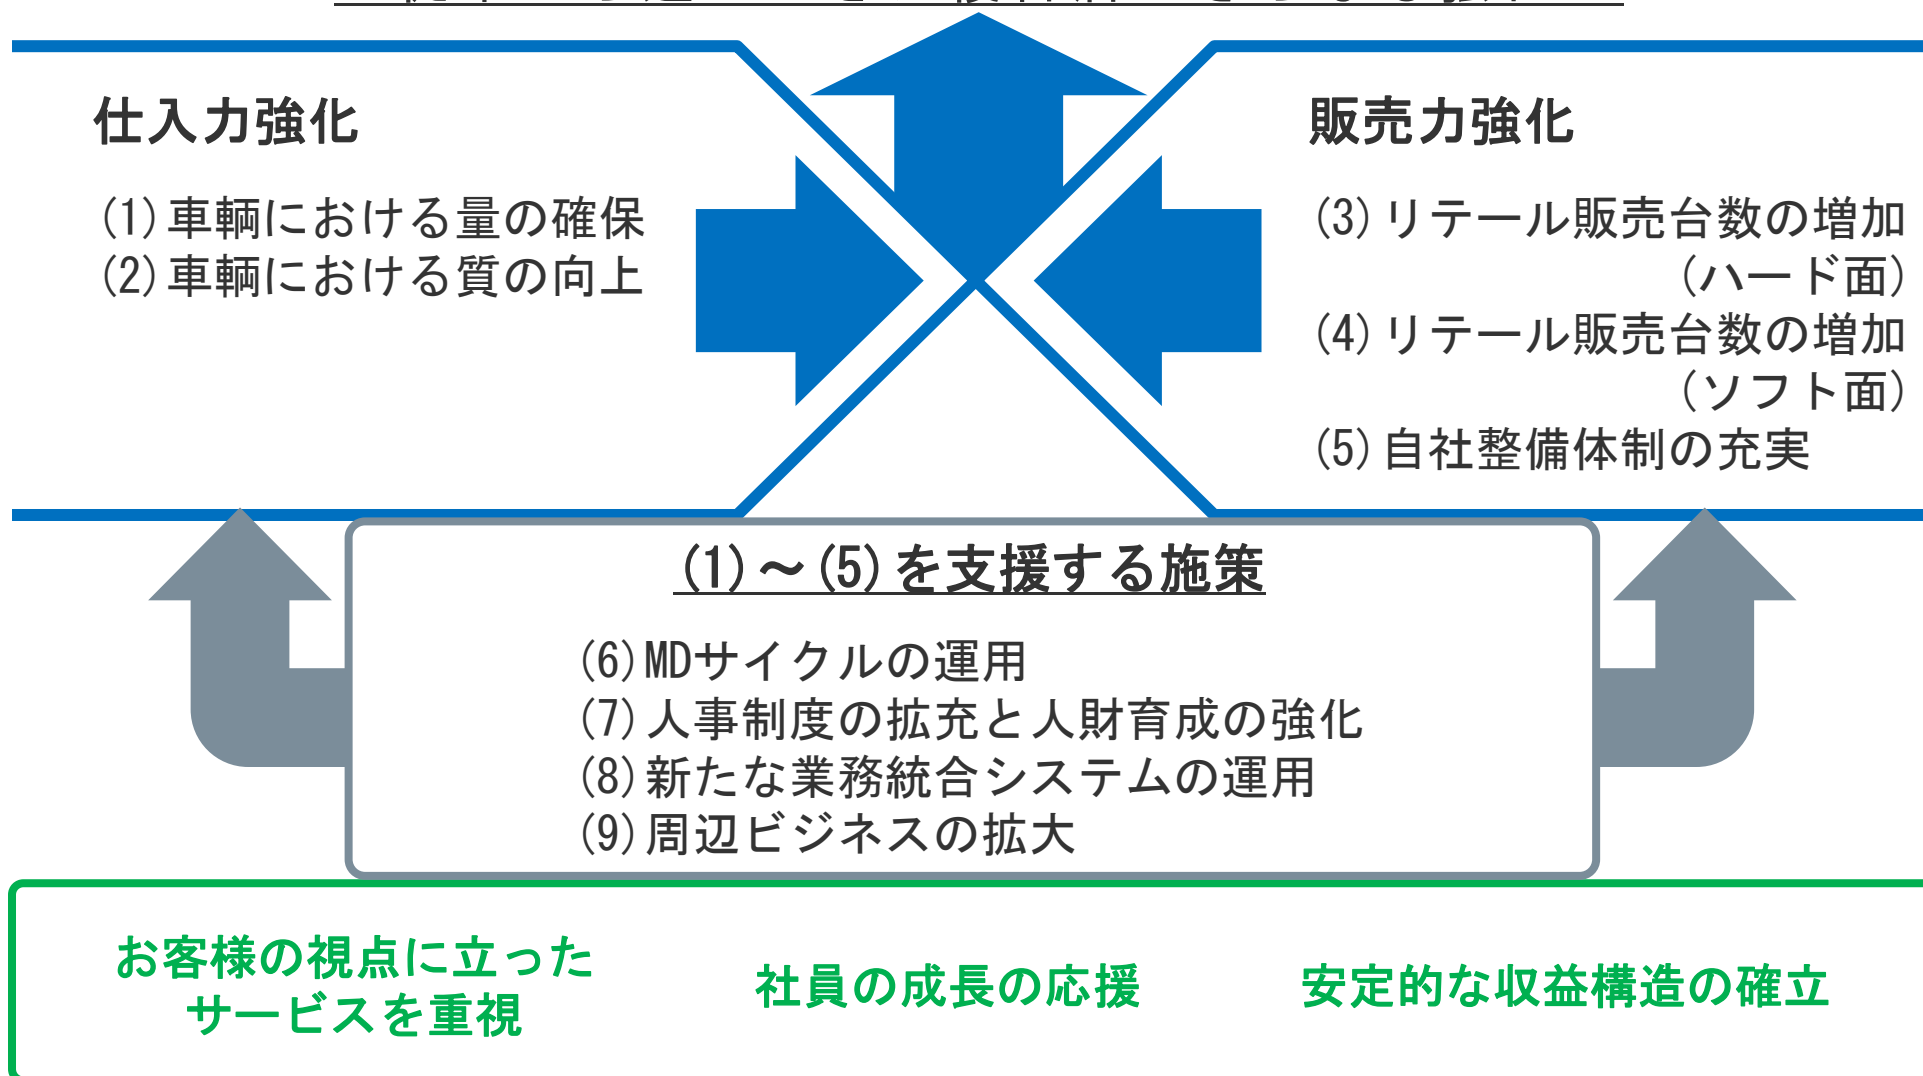 仕入力強化
(1)車輌における量の確保
(2)車輌における質の向上
販売力強化
(3)リテール販売台数の増加
(ハード面)
(4)リテール販売台数の増加
(ソフト面)
(5)自社整備体制の充実
(1)～(5)を支援する施策
(6)MDサイクルの運用
(7)人事制度の拡充と人財育成の強化
(8)新たな業務統合システムの運用
(9)周辺ビジネスの拡大
お客様の視点に立った
サービスを重視
社員の成長の応援
安定的な収益構造の確立